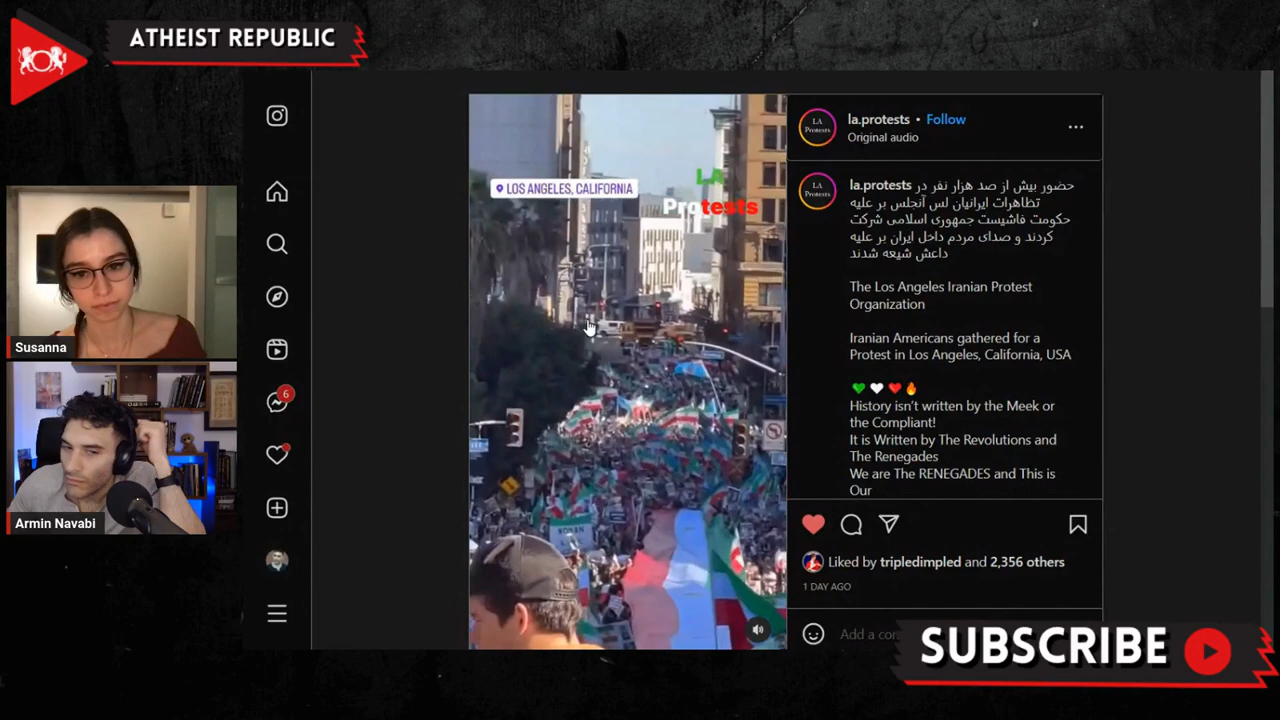 ATHEIST REPUBLIC
la.protests • Follow
Original audio
LOS ANGELES, CALIFORNIA
LA
Protests
LA
Protests
LA
Protests
la.protests حضور بیش از صد هزار نفر در
تظاهرات ایرانیان لس آنجلس بر علیه
حکومت فاشیست جمهوری اسلامی شرکت
کردند و صدای مردم داخل ایران بر علیه
داعش شیعه شدند
The Los Angeles Iranian Protest
Organization
Iranian Americans gathered for a
Protest in Los Angeles, California, USA
💚🤍❤️🔥
History isn't written by the Meek or
the Compliant!
It is Written by The Revolutions and
The Renegades
We are The RENEGADES and This is
Our
Susanna
Armin Navabi
6
Liked by tripledimpled and 2,356 others
1 DAY AGO
Add a co
SUBSCRIBE